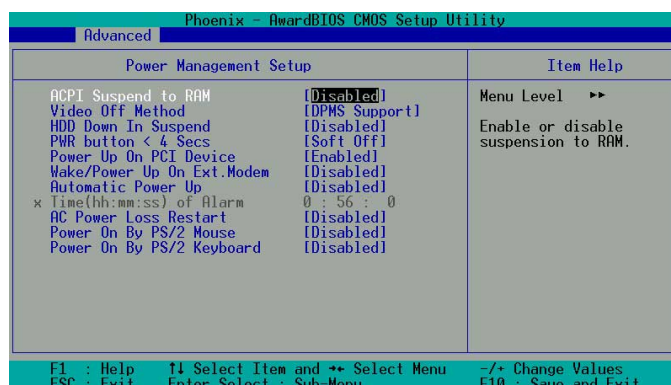 Phoenix - AwardBIOS CMOS Setup Utility
Advanced
Power Management Setup
Item Help
ACPI Suspend to RAM [Disabled]
Video Off Method [DPMS Support]
HDD Down In Suspend [Disabled]
PWR button < 4 Secs [Soft Off]
Power Up On PCI Device [Enabled]
Wake/Power Up On Ext.Modem [Disabled]
Automatic Power Up [Disabled]
x Time(hh:mm:ss) of Alarm 0 : 56 : 0
AC Power Loss Restart [Disabled]
Power On By PS/2 Mouse [Disabled]
Power On By PS/2 Keyboard [Disabled]
Menu Level ►►
Enable or disable
suspension to RAM.
F1 : Help ↑↓ Select Item and →← Select Menu -/+ Change Values
ESC : Exit Enter Select : Sub-Menu F10 : Save and Exit